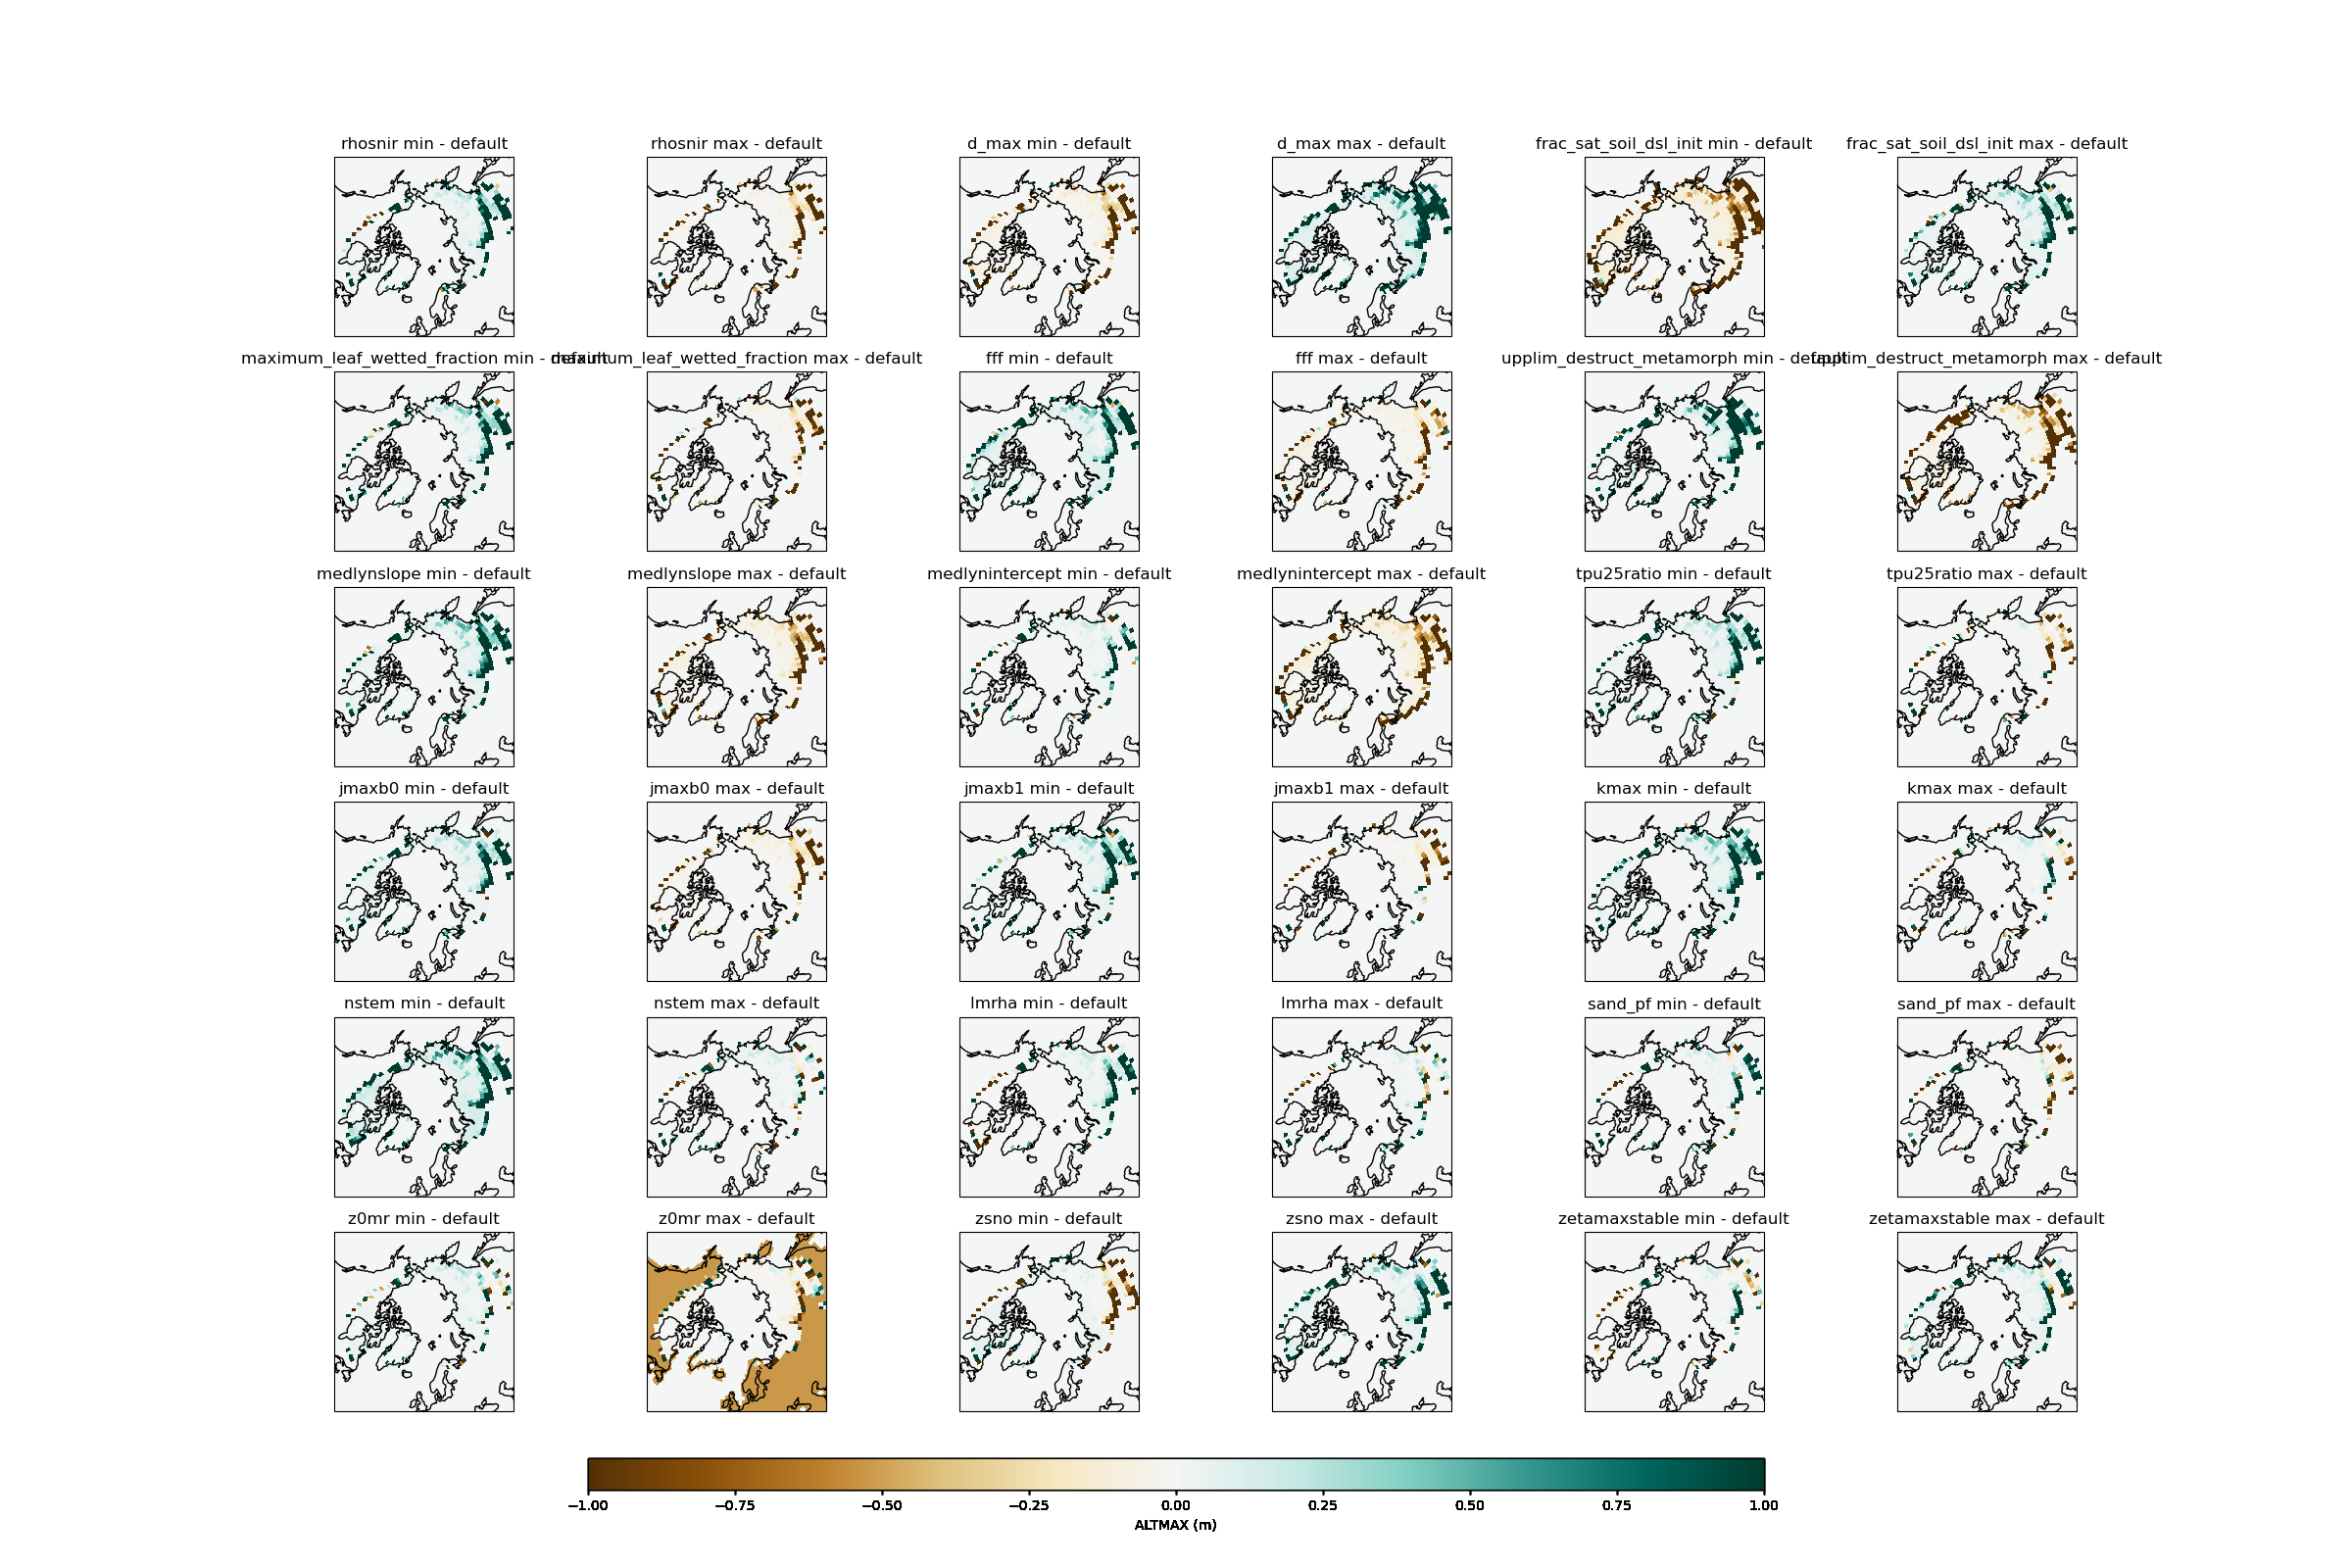 rhosnir min - default
rhosnir max - default
d_max min - default
d_max max - default
frac_sat_soil_dsl_init min - default
frac_sat_soil_dsl_init max - default
maximum_leaf_wetted_fraction min - default
maximum_leaf_wetted_fraction max - default
fff min - default
fff max - default
upplim_destruct_metamorph min - default
upplim_destruct_metamorph max - default
medlynslope min - default
medlynslope max - default
medlynintercept min - default
medlynintercept max - default
tpu25ratio min - default
tpu25ratio max - default
jmaxb0 min - default
jmaxb0 max - default
jmaxb1 min - default
jmaxb1 max - default
kmax min - default
kmax max - default
nstem min - default
nstem max - default
lmrha min - default
lmrha max - default
sand_pf min - default
sand_pf max - default
z0mr min - default
z0mr max - default
zsno min - default
zsno max - default
zetamaxstable min - default
zetamaxstable max - default
−1.00 −0.75 −0.50 −0.25 0.00 0.25 0.50 0.75 1.00
ALTMAX (m)